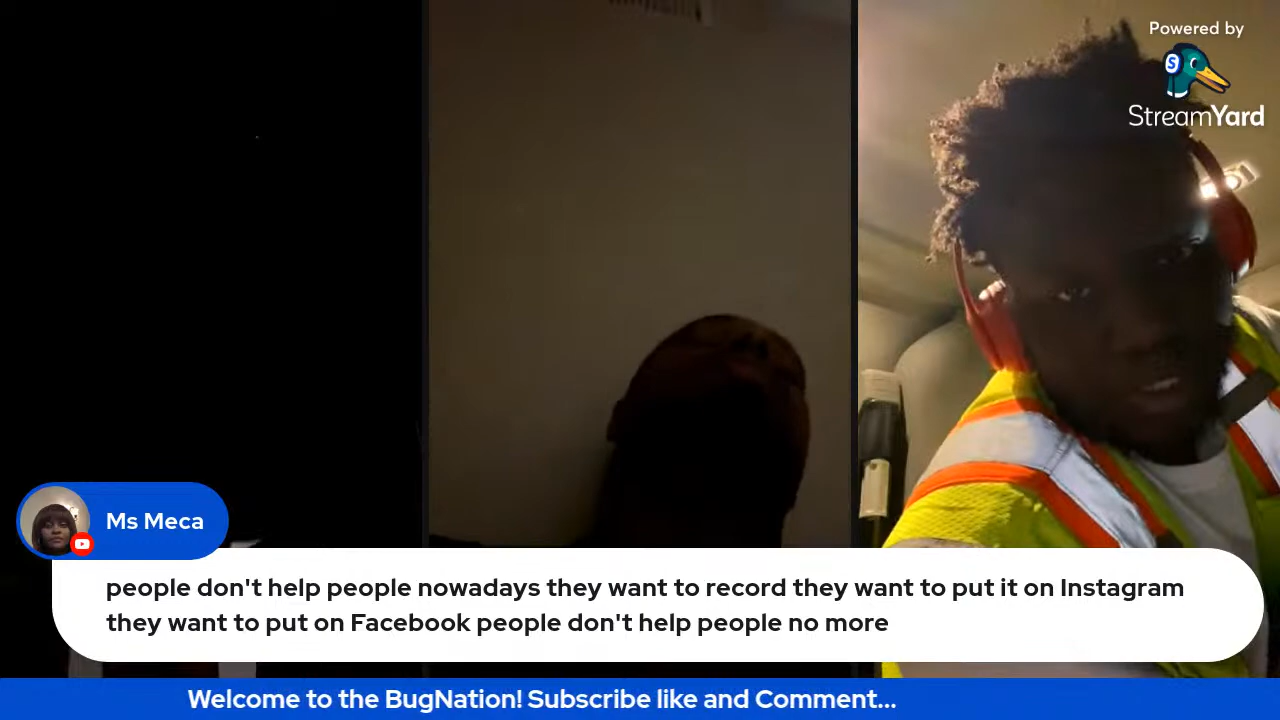 Powered by
S
StreamYard
Ms Meca
people don't help people nowadays they want to record they want to put it on Instagram
they want to put on Facebook people don't help people no more
Welcome to the BugNation! Subscribe like and Comment...